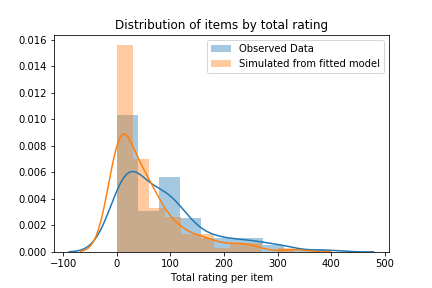 Distribution of items by total rating
Observed Data
Simulated from fitted model
0.016
0.014
0.012
0.010
0.008
0.006
0.004
0.002
0.000
−100 0 100 200 300 400 500
Total rating per item